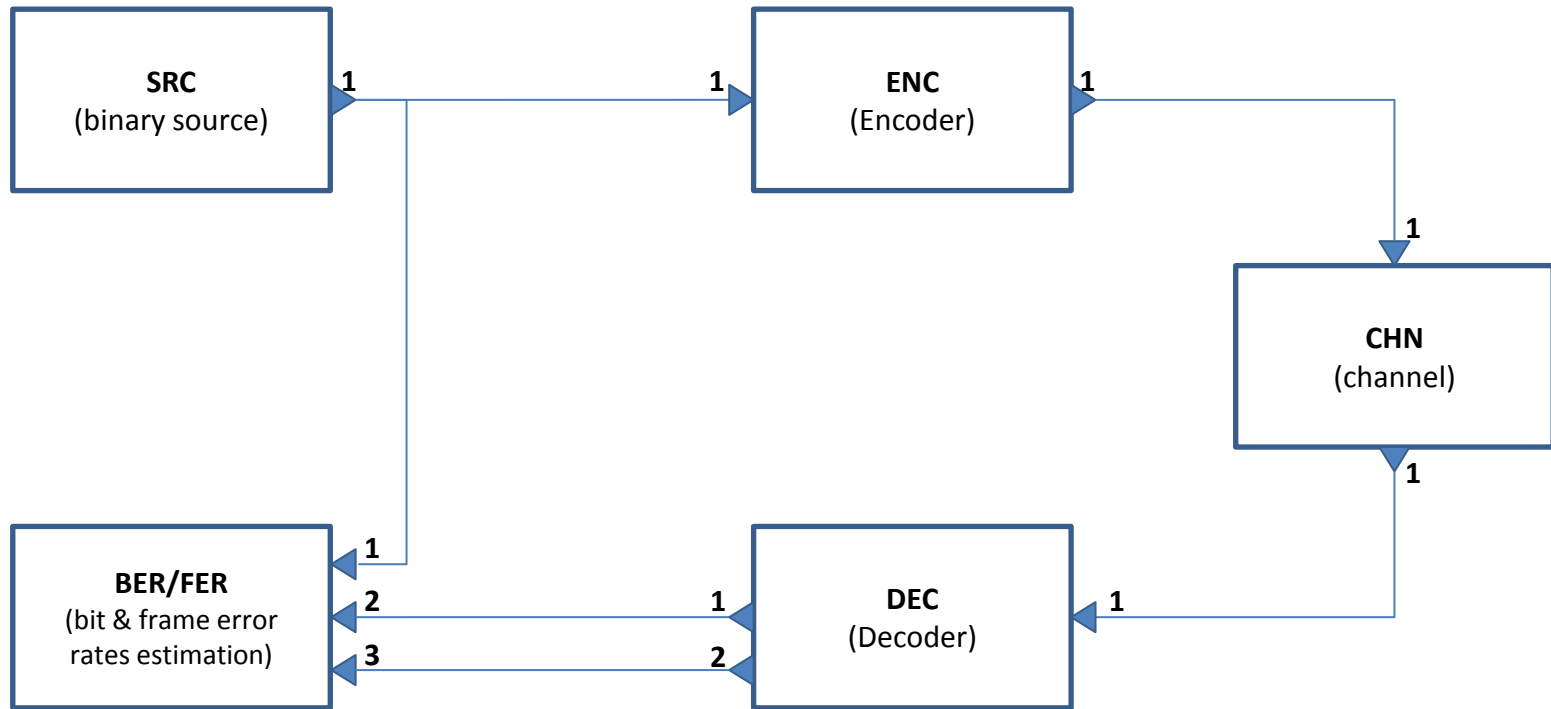 SRC
(binary source)
1
1
ENC
(Encoder)
1
1
CHN
(channel)
1
1
DEC
(Decoder)
1
2
1
2
3
BER/FER
(bit & frame error
rates estimation)